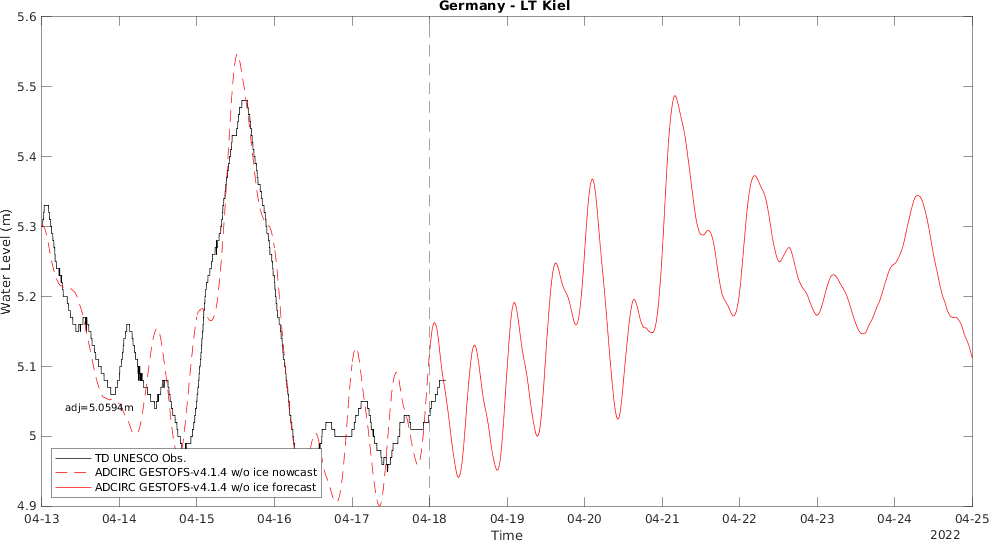 Germany - LT Kiel
5.6
5.5
5.4
5.3
5.2
5.1
5
4.9
Water Level (m)
adj=5.0594m
TD UNESCO Obs.
ADCIRC GESTOFS-v4.1.4 w/o ice nowcast
ADCIRC GESTOFS-v4.1.4 w/o ice forecast
04-13 04-14 04-15 04-16 04-17 04-18 04-19 04-20 04-21 04-22 04-23 04-24 04-25
Time
2022